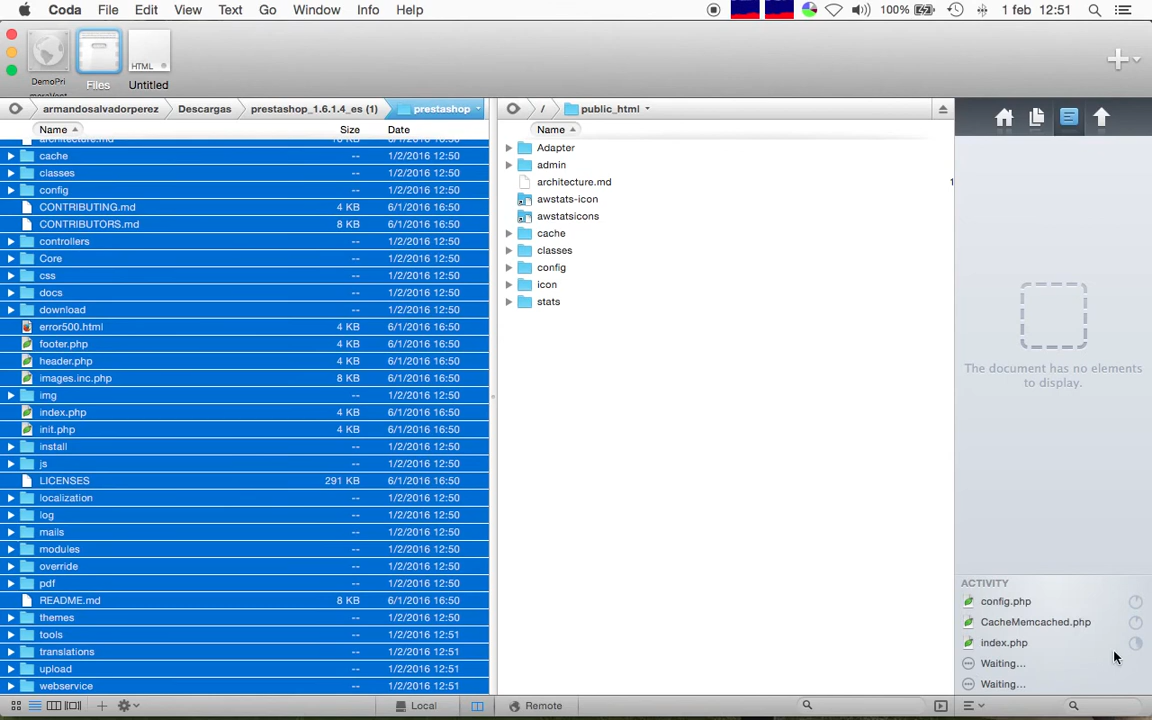 Coda File Edit View Text Go Window Info Help 100% 1 feb 12:51
DemoPri
HTML
Files
Untitled
armandosalvadorperez Descargas prestashop_1.6.1.4_es (1) prestashop
/ public_html
Name Size Date
Name
architecture.md
cache -- 1/2/2016 12:50
classes -- 1/2/2016 12:50
config -- 1/2/2016 12:50
CONTRIBUTING.md 4 KB 6/1/2016 16:50
CONTRIBUTORS.md 8 KB 6/1/2016 16:50
controllers -- 1/2/2016 12:50
Core -- 1/2/2016 12:50
css -- 1/2/2016 12:50
docs -- 1/2/2016 12:50
download -- 1/2/2016 12:50
error500.html 4 KB 6/1/2016 16:50
footer.php 4 KB 6/1/2016 16:50
header.php 4 KB 6/1/2016 16:50
images.inc.php 8 KB 6/1/2016 16:50
img -- 1/2/2016 12:50
index.php 4 KB 6/1/2016 16:50
init.php 4 KB 6/1/2016 16:50
install -- 1/2/2016 12:50
js -- 1/2/2016 12:50
LICENSES 291 KB 6/1/2016 16:50
localization -- 1/2/2016 12:50
log -- 1/2/2016 12:50
mails -- 1/2/2016 12:50
modules -- 1/2/2016 12:50
override -- 1/2/2016 12:50
pdf -- 1/2/2016 12:50
README.md 8 KB 6/1/2016 16:50
themes -- 1/2/2016 12:50
tools -- 1/2/2016 12:51
translations -- 1/2/2016 12:51
upload -- 1/2/2016 12:51
webservice -- 1/2/2016 12:51
Adapter
admin
architecture.md 1
awstats-icon
awstatsicons
cache
classes
config
icon
stats
The document has no elements
to display.
ACTIVITY
config.php
CacheMemcached.php
index.php
Waiting...
Waiting...
Local
Remote